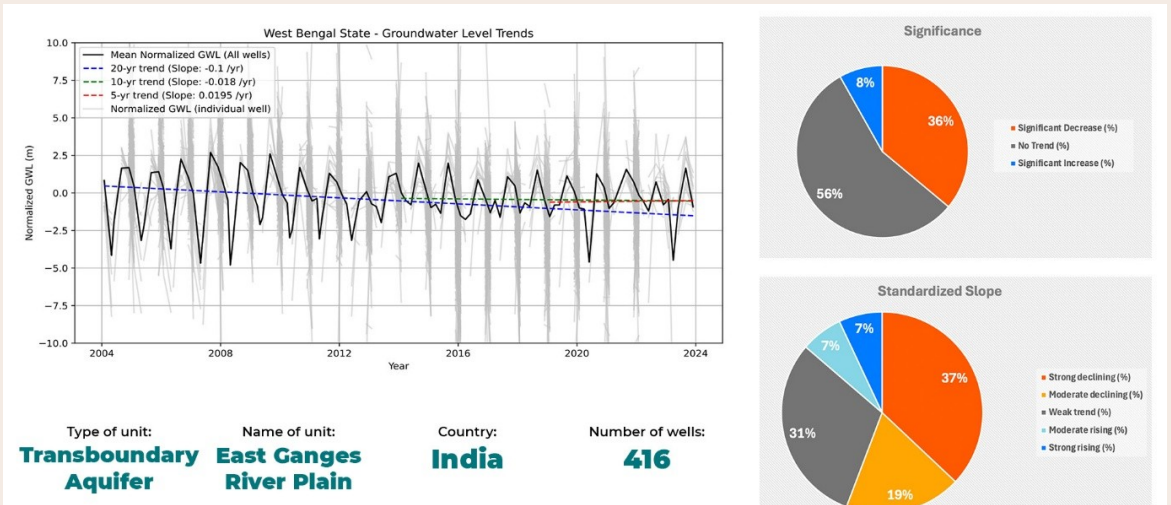 West Bengal State - Groundwater Level Trends
10.0
7.5
5.0
2.5
0.0
−2.5
−5.0
−7.5
−10.0
Normalized GWL (m)
Mean Normalized GWL (All wells)
20-yr trend (Slope: -0.1 /yr)
10-yr trend (Slope: -0.018 /yr)
5-yr trend (Slope: 0.0195 /yr)
Normalized GWL (individual well)
2004 2008 2012 2016 2020 2024
Year
Significance
8%
36%
56%
Significant Decrease (%)
No Trend (%)
Significant Increase (%)
Standardized Slope
7%
7%
37%
31%
19%
Strong declining (%)
Moderate declining (%)
Weak trend (%)
Moderate rising (%)
Strong rising (%)
Type of unit:
Transboundary
Aquifer
Name of unit:
East Ganges
River Plain
Country:
India
Number of wells:
416